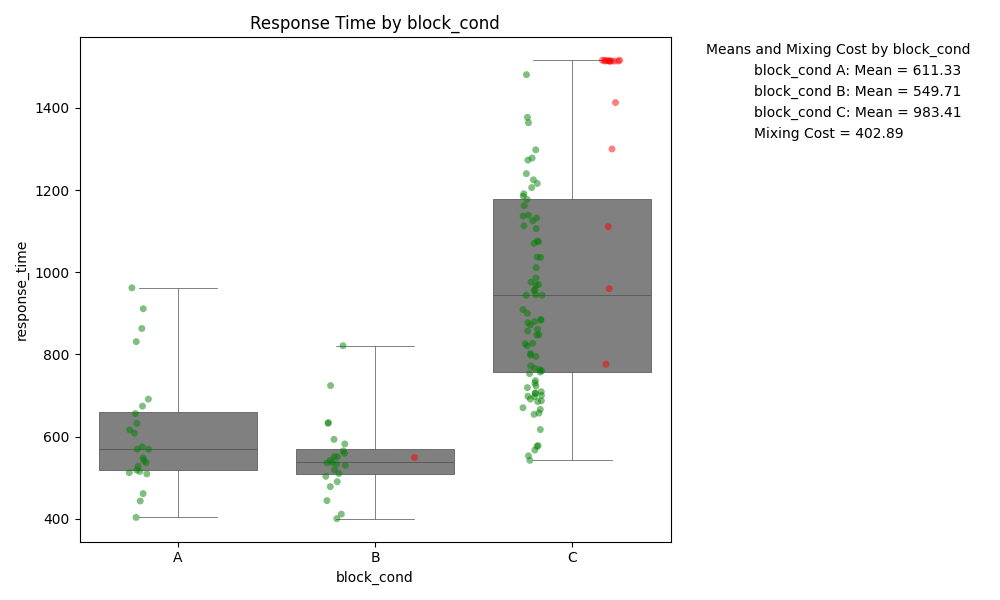 Response Time by block_cond
Means and Mixing Cost by block_cond
block_cond A: Mean = 611.33
block_cond B: Mean = 549.71
block_cond C: Mean = 983.41
Mixing Cost = 402.89
response_time
1400
1200
1000
800
600
400
A
B
C
block_cond